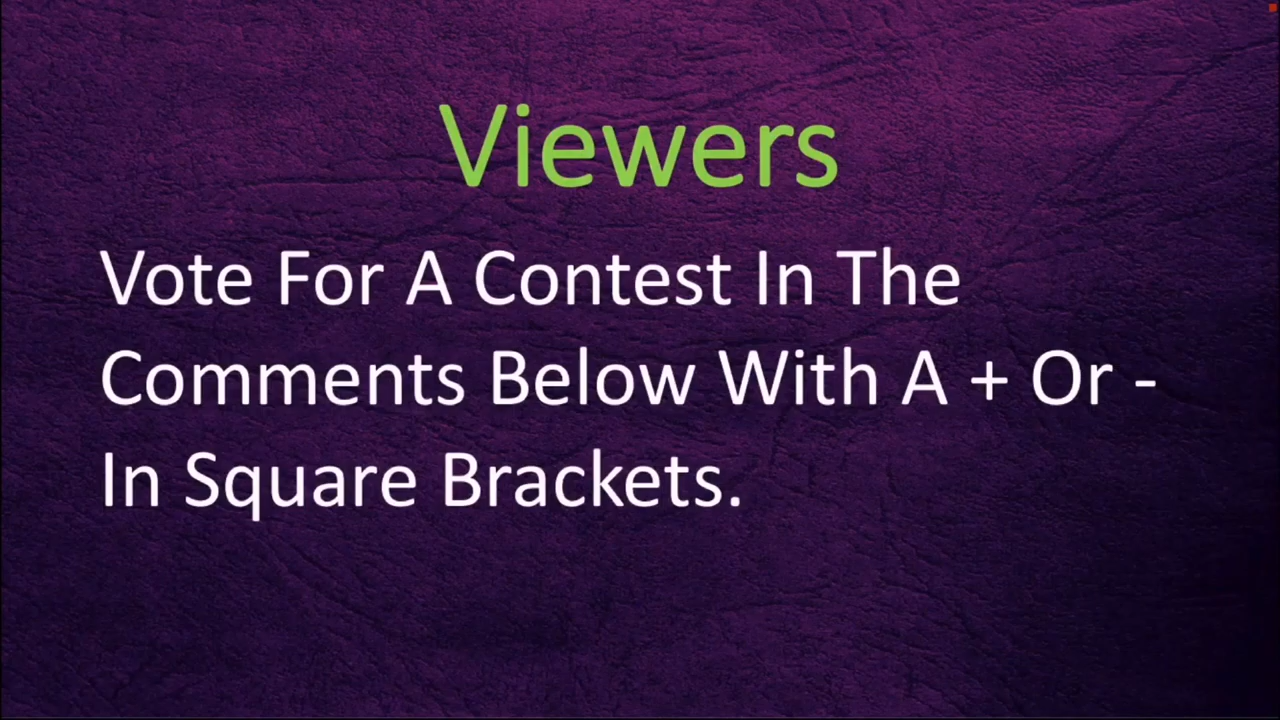 Viewers
Vote For A Contest In The
Comments Below With A + Or -
In Square Brackets.